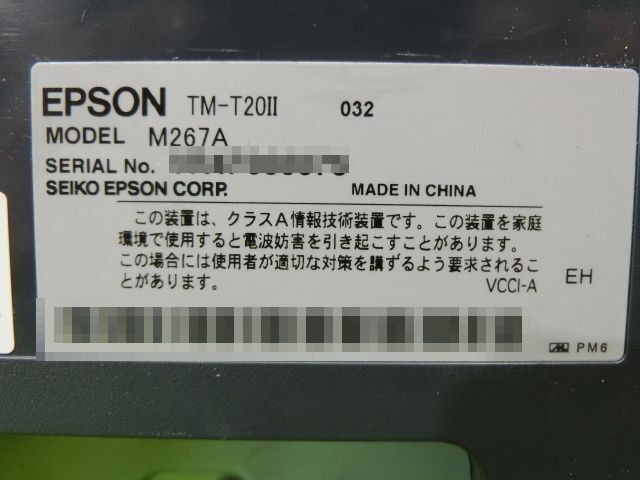 EPSON TM-T20II 032
MODEL M267A
SERIAL No.
SEIKO EPSON CORP. MADE IN CHINA
この装置は、クラスA情報技術装置です。この装置を家庭
環境で使用すると電波妨害を引き起こすことがあります。
この場合には使用者が適切な対策を講ずるよう要求されるこ
とがあります。 VCCI-A
EH
PM6